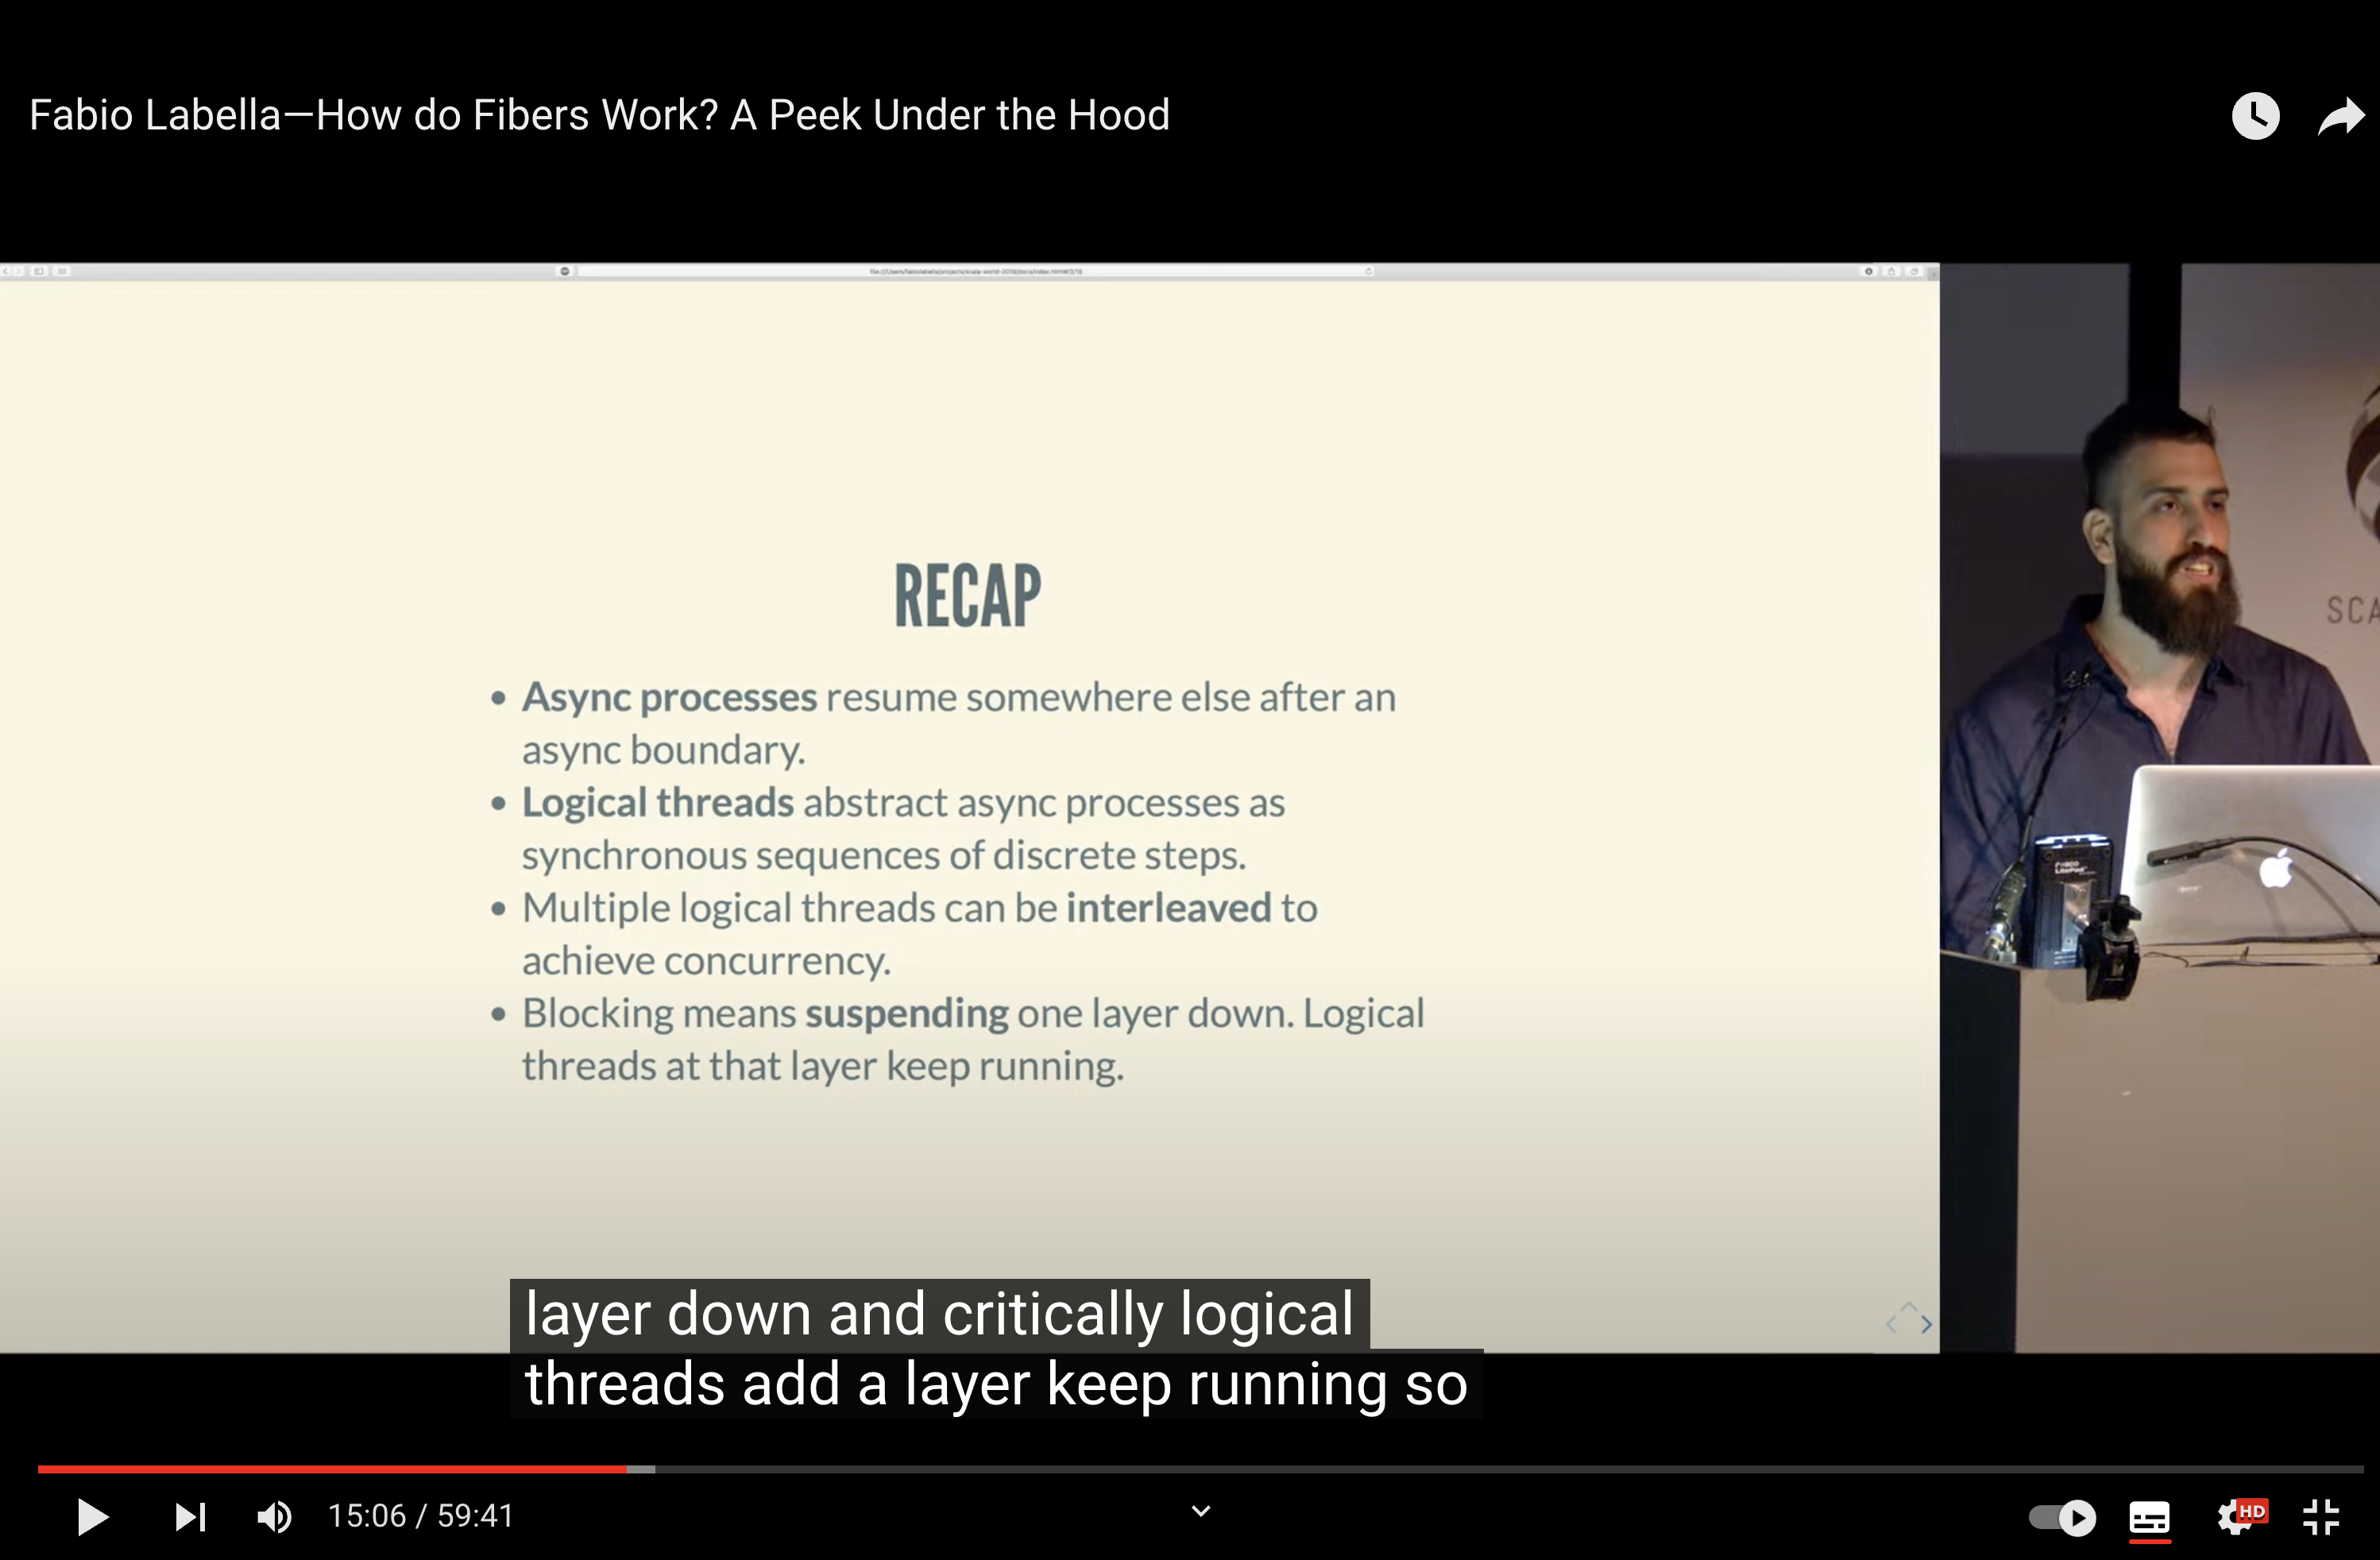 Fabio Labella—How do Fibers Work? A Peek Under the Hood
RECAP
• Async processes resume somewhere else after an
async boundary.
• Logical threads abstract async processes as
synchronous sequences of discrete steps.
• Multiple logical threads can be interleaved to
achieve concurrency.
• Blocking means suspending one layer down. Logical
threads at that layer keep running.
SCA
layer down and critically logical
threads add a layer keep running so
15:06 / 59:41
HD